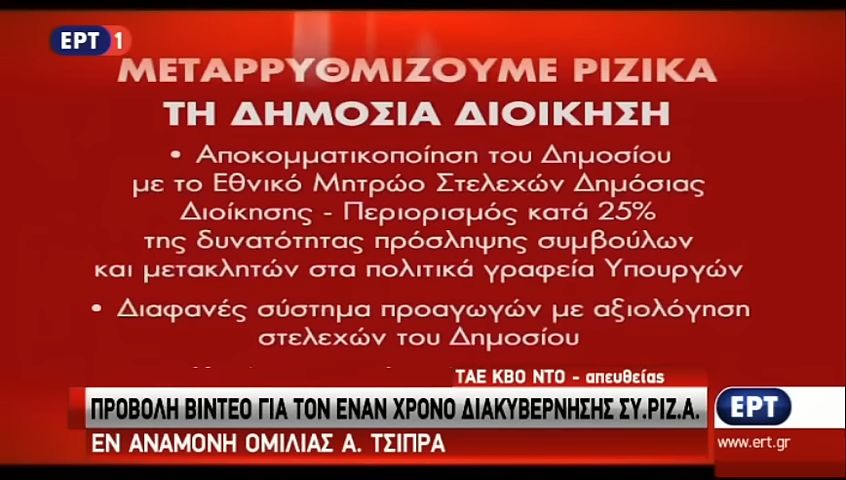 ΕΡΤ 1
ΜΕΤΑΡΡΥΘΜΙΖΟΥΜΕ ΡΙΖΙΚΑ
ΤΗ ΔΗΜΟΣΙΑ ΔΙΟΙΚΗΣΗ
• Αποκομματικοποίηση του Δημοσίου
με το Εθνικό Μητρώο Στελεχών Δημόσιας
Διοίκησης - Περιορισμός κατά 25%
της δυνατότητας πρόσληψης συμβούλων
και μετακλητών στα πολιτικά γραφεία Υπουργών
• Διαφανές σύστημα προαγωγών με αξιολόγηση
στελεχών του Δημοσίου
ΤΑΕ ΚΒΟ ΝΤΟ - απευθείας
ΠΡΟΒΟΛΗ ΒΙΝΤΕΟ ΓΙΑ ΤΟΝ ΕΝΑΝ ΧΡΟΝΟ ΔΙΑΚΥΒΕΡΝΗΣΗΣ ΣΥ.ΡΙΖ.Α.
ΕΡΤ
ΕΝ ΑΝΑΜΟΝΗ ΟΜΙΛΙΑΣ Α. ΤΣΙΠΡΑ
www.ert.gr